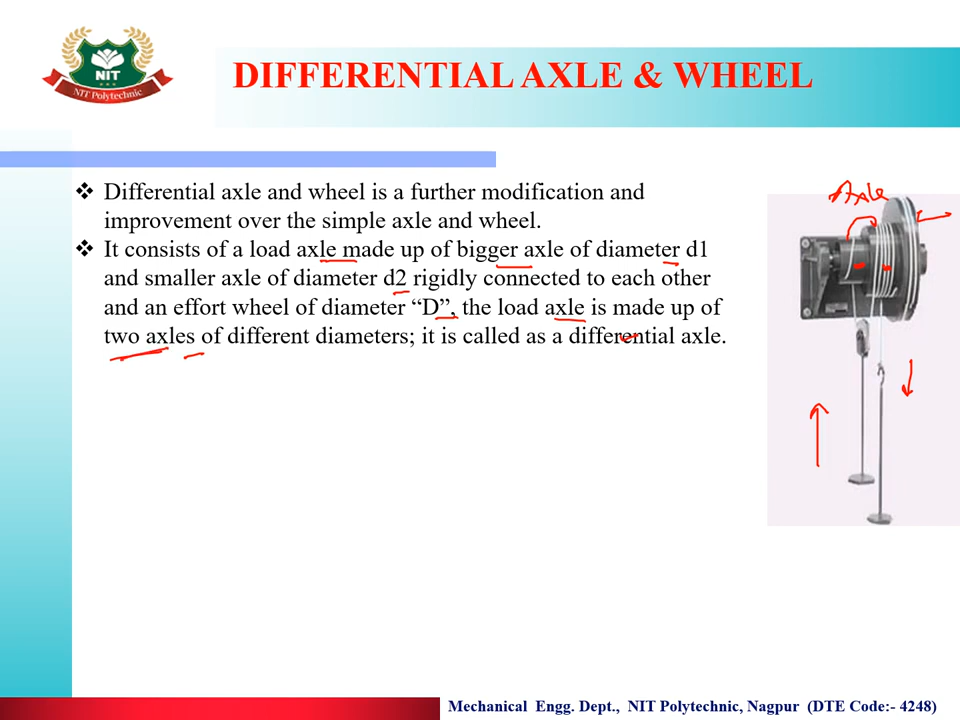 NIT
NIT Polytechnic
DIFFERENTIAL AXLE & WHEEL
❖ Differential axle and wheel is a further modification and
improvement over the simple axle and wheel.
❖ It consists of a load axle made up of bigger axle of diameter d1
and smaller axle of diameter d2 rigidly connected to each other
and an effort wheel of diameter “D”, the load axle is made up of
two axles of different diameters; it is called as a differential axle.
Axle
Mechanical Engg. Dept., NIT Polytechnic, Nagpur (DTE Code:- 4248)